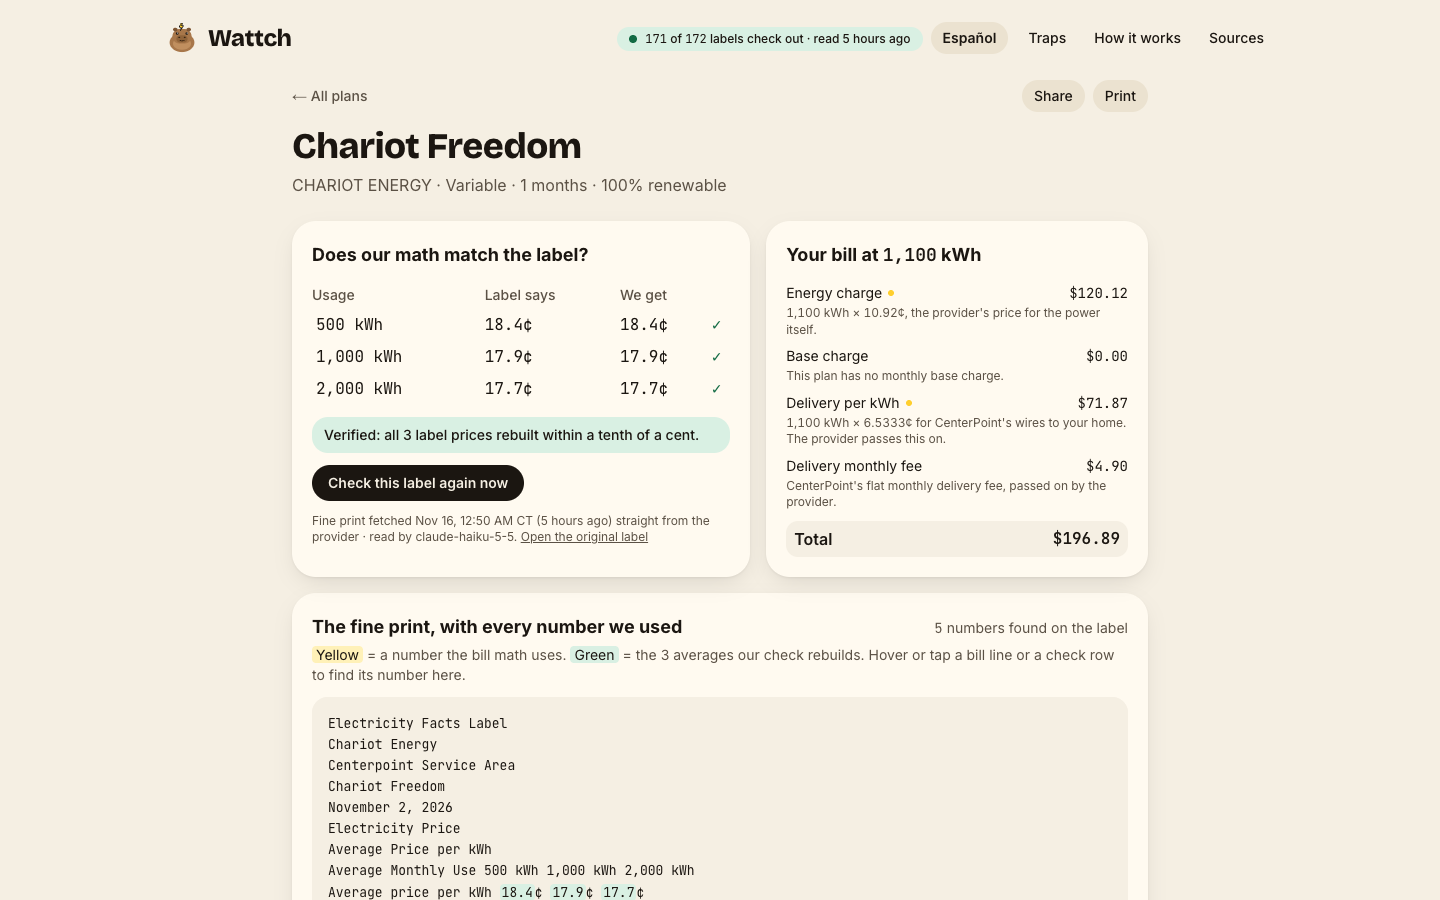 Wattch
171 of 172 labels check out · read 5 hours ago
Español
Traps
How it works
Sources
← All plans
Share
Print
Chariot Freedom
CHARIOT ENERGY · Variable · 1 months · 100% renewable
Does our math match the label?
Usage Label says We get
500 kWh 18.4¢ 18.4¢ ✓
1,000 kWh 17.9¢ 17.9¢ ✓
2,000 kWh 17.7¢ 17.7¢ ✓
Verified: all 3 label prices rebuilt within a tenth of a cent.
Check this label again now
Fine print fetched Nov 16, 12:50 AM CT (5 hours ago) straight from the
provider · read by claude-haiku-5-5. Open the original label
Your bill at 1,100 kWh
Energy charge $120.12
1,100 kWh × 10.92¢, the provider's price for the power
itself.
Base charge $0.00
This plan has no monthly base charge.
Delivery per kWh $71.87
1,100 kWh × 6.5333¢ for CenterPoint's wires to your home.
The provider passes this on.
Delivery monthly fee $4.90
CenterPoint's flat monthly delivery fee, passed on by the
provider.
Total $196.89
The fine print, with every number we used
5 numbers found on the label
Yellow = a number the bill math uses. Green = the 3 averages our check rebuilds. Hover or tap a bill line or a check row
to find its number here.
Electricity Facts Label
Chariot Energy
Centerpoint Service Area
Chariot Freedom
November 2, 2026
Electricity Price
Average Price per kWh
Average Monthly Use 500 kWh 1,000 kWh 2,000 kWh
Average price per kWh 18.4¢ 17.9¢ 17.7¢